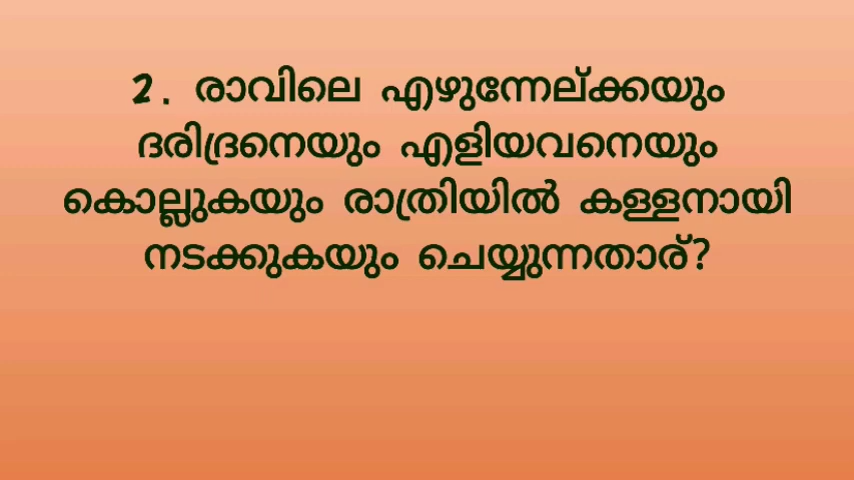 2. രാവിലെ എഴുന്നേല്ക്കയും
ദരിദ്രനെയും എളിയവനെയും
കൊല്ലുകയും രാത്രിയിൽ കള്ളനായി
നടക്കുകയും ചെയ്യുന്നതാര്?